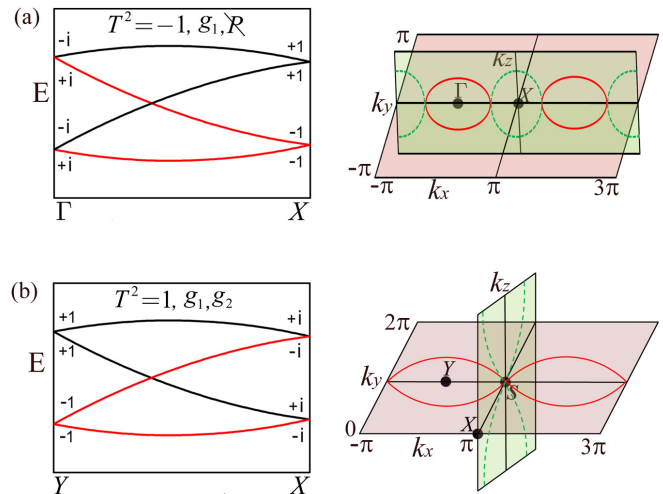 (a)
T² = -1, g₁, R̸
-i
+i
-i
+i
+1
+1
-1
-1
E
Γ
X
π
k_z
Γ
X
k_y
-π
-π
k_x
π
3π
(b)
T² = 1, g₁, g₂
+1
+1
-1
-1
+i
-i
+i
-i
E
Y
X
k_z
2π
k_y
Y
S
X
0
-π
k_x
π
3π